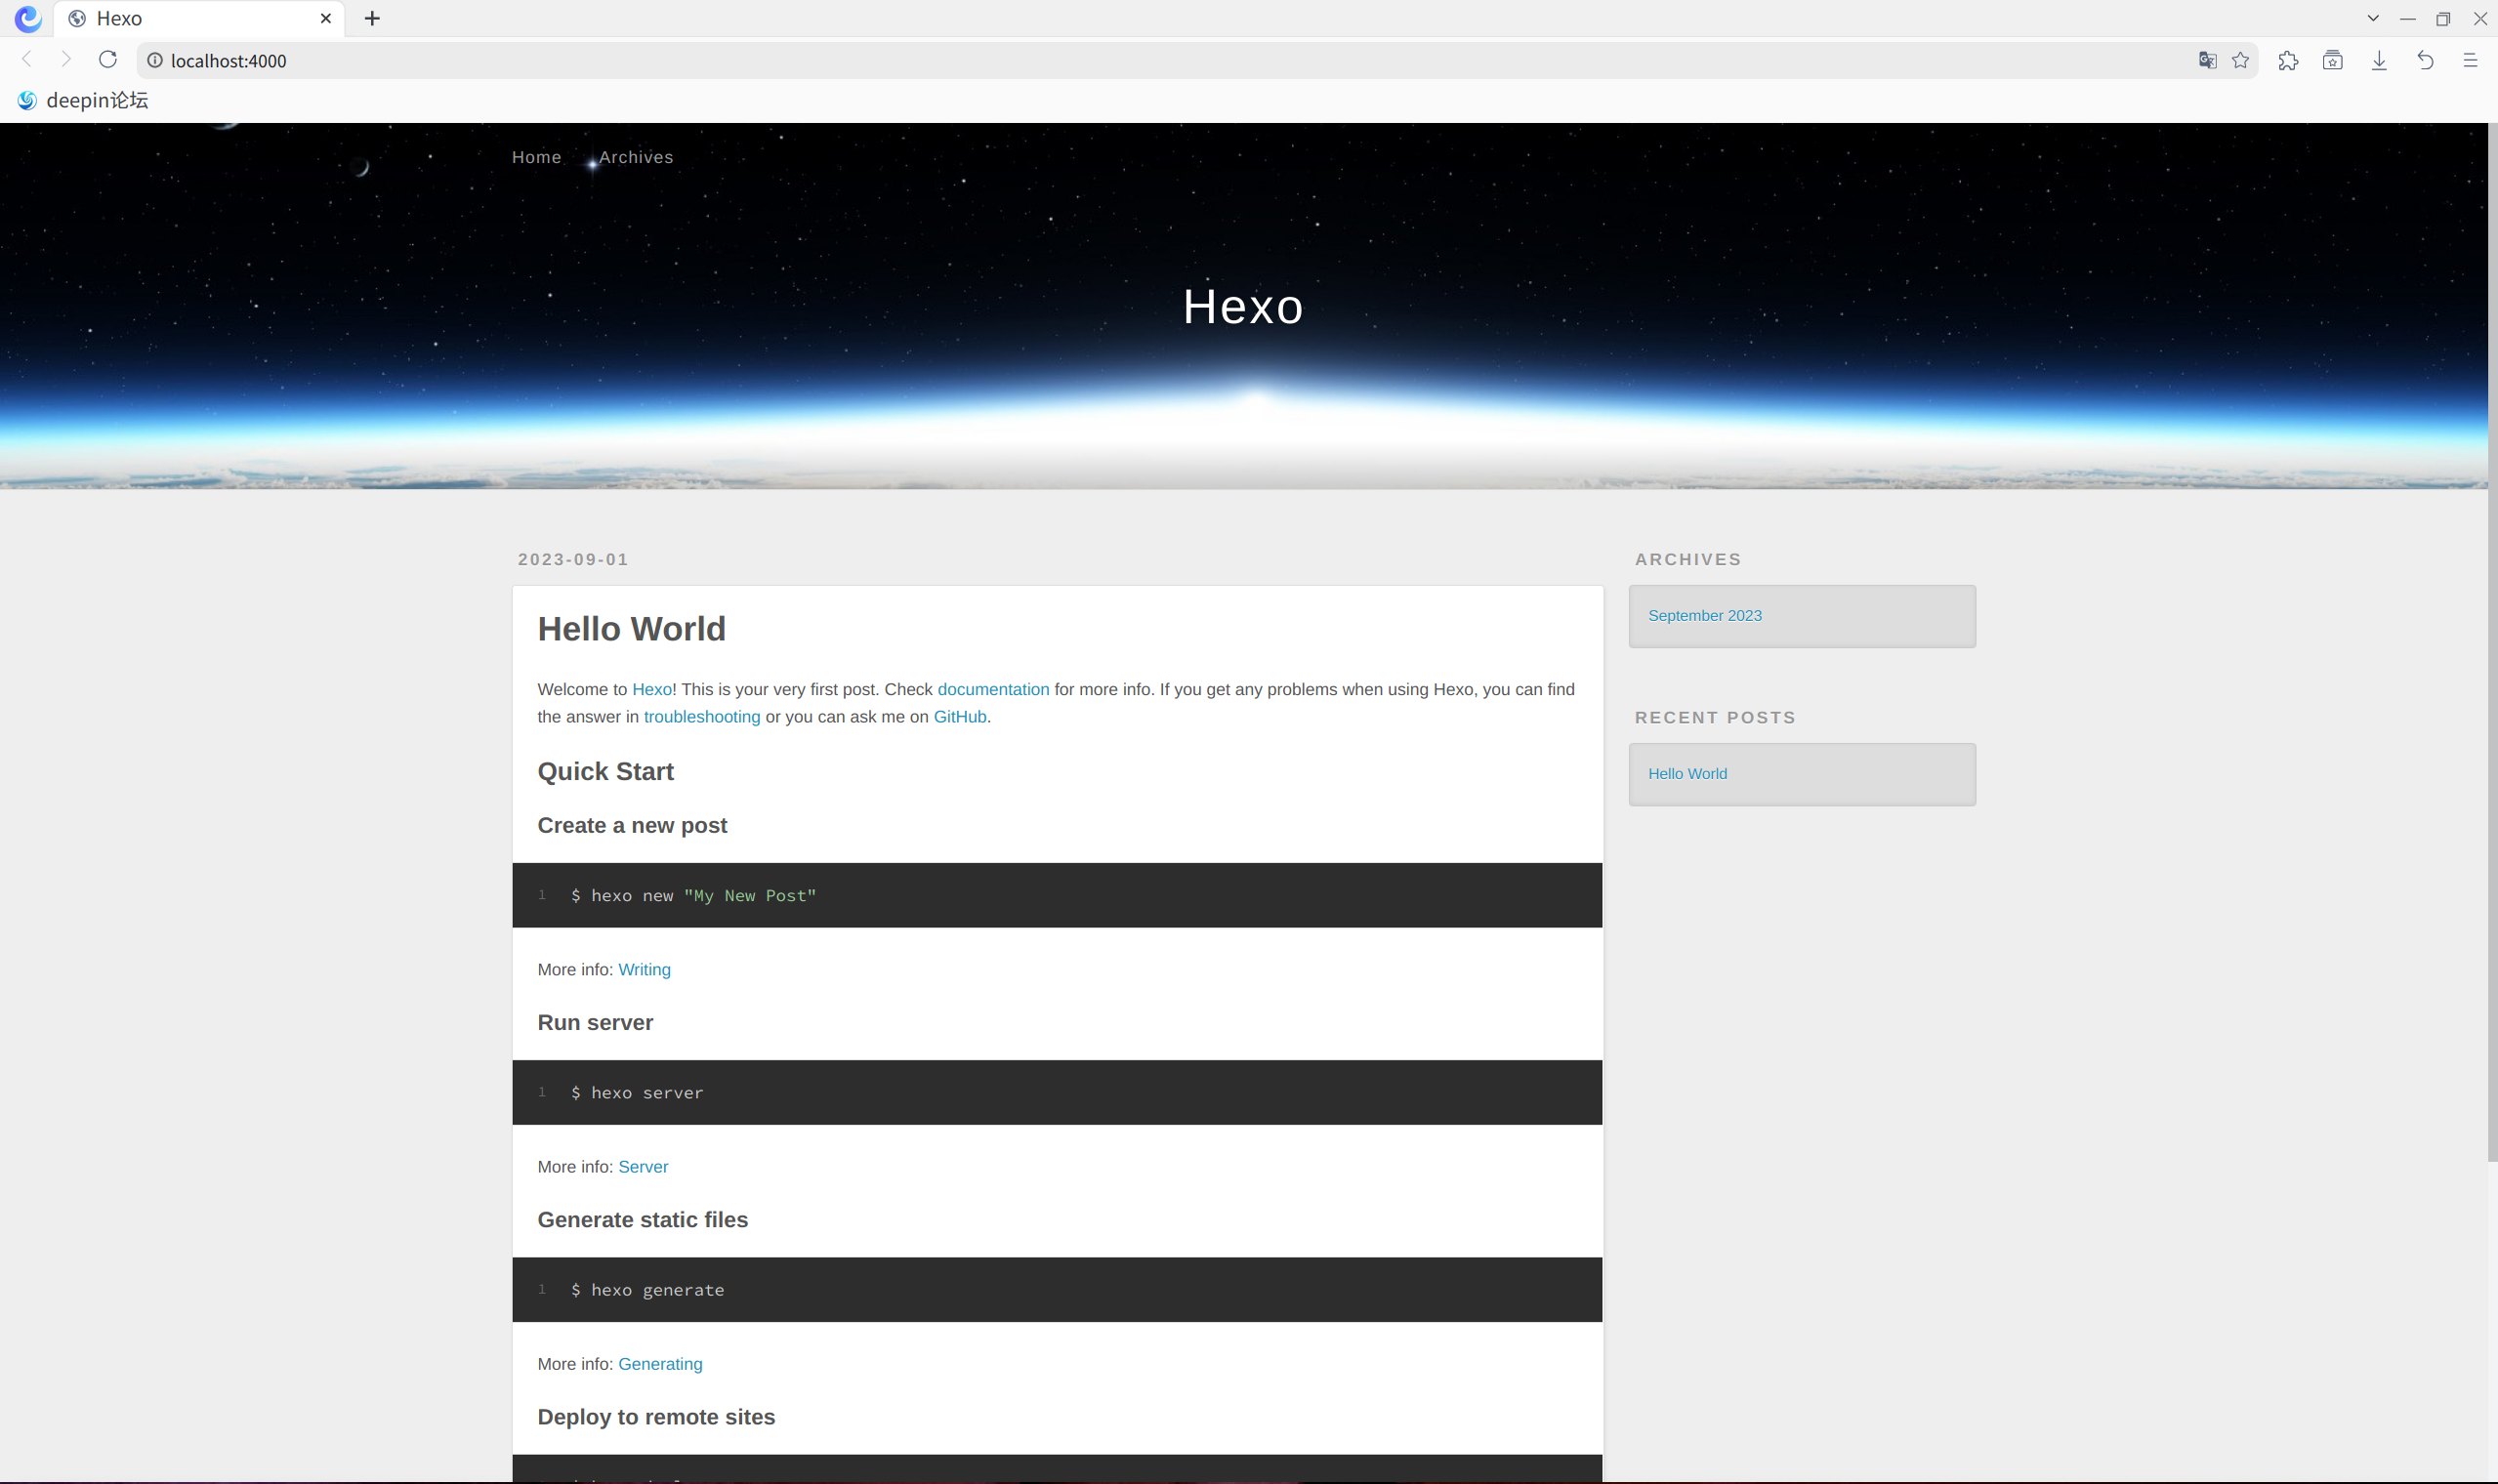 Hexo
localhost:4000
deepin论坛
Home
Archives
Hexo
2023-09-01
Hello World
Welcome to Hexo! This is your very first post. Check documentation for more info. If you get any problems when using Hexo, you can find
the answer in troubleshooting or you can ask me on GitHub.
Quick Start
Create a new post
1 $ hexo new "My New Post"
More info: Writing
Run server
1 $ hexo server
More info: Server
Generate static files
1 $ hexo generate
More info: Generating
Deploy to remote sites
ARCHIVES
September 2023
RECENT POSTS
Hello World